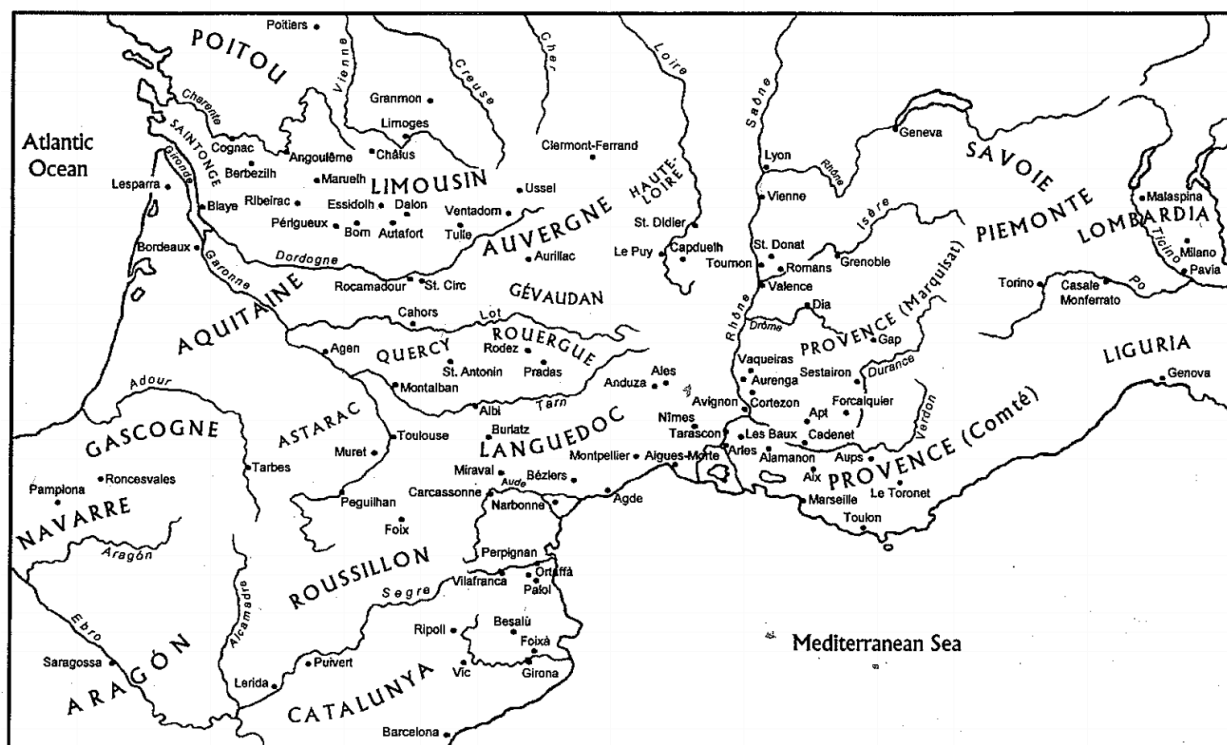 Poitiers
POITOU
Vienne
Creuse
Cher
Loire
Saône
Granmon
Charente
Limoges
Geneva
Atlantic
Ocean
SAINTONGE
Cognac
Angoulême
Châlus
Clermont-Ferrand
SAVOIE
Gironde
Berbezilh
Lyon
Rhône
Lesparra
Maruelh
LIMOUSIN
HAUTE-
LOIRE
Ussel
Vienne
PIEMONTE
Malaspina
Blaye
Ribeirac
Essidolh
Dalon
Ventadorn
LOMBARDIA
Périgueux
Born
Autafort
Tulle
AUVERGNE
St. Didier
Isère
Ticino
Bordeaux
Garonne
Dordogne
Aurillac
Le Puy
Capduelh
St. Donat
Tournon
Romans
Grenoble
Milano
Pavia
Rocamadour
St. Circ
Valence
Torino
Casale
Monferrato
Po
AQUITAINE
GÉVAUDAN
Dia
PROVENCE (Marquisat)
Cahors
Lot
Rhône
Drôme
Gap
Agen
QUERCY
ROUERGUE
Rodez
LIGURIA
St. Antonin
Pradas
Vaqueiras
Sestairon
Durance
Genova
Adour
Montalban
Anduza
Ales
Aurenga
Albi
Tarn
Avignon
Cortezon
Apt
Forcalquier
Verdon
GASCOGNE
ASTARAC
Toulouse
Burlatz
LANGUEDOC
Nîmes
Tarascon
Les Baux
Cadenet
Muret
Montpellier
Aigues-Morte
Arles
Alamanon
Aups
PROVENCE (Comté)
Roncesvales
Tarbes
Miraval
Aude
Béziers
Aix
Pamplona
Peguilhan
Carcassonne
Narbonne
Agde
Marseille
Le Toronet
NAVARRE
Foix
Toulon
Aragón
ROUSSILLON
Perpignan
Ortaffà
Vilafranca
Palol
Alcamadre
Segre
Ebro
Ripoll
Besalù
Foixà
Mediterranean Sea
Saragossa
ARAGÓN
Puivert
Vic
Girona
Lerida
CATALUNYA
Barcelona